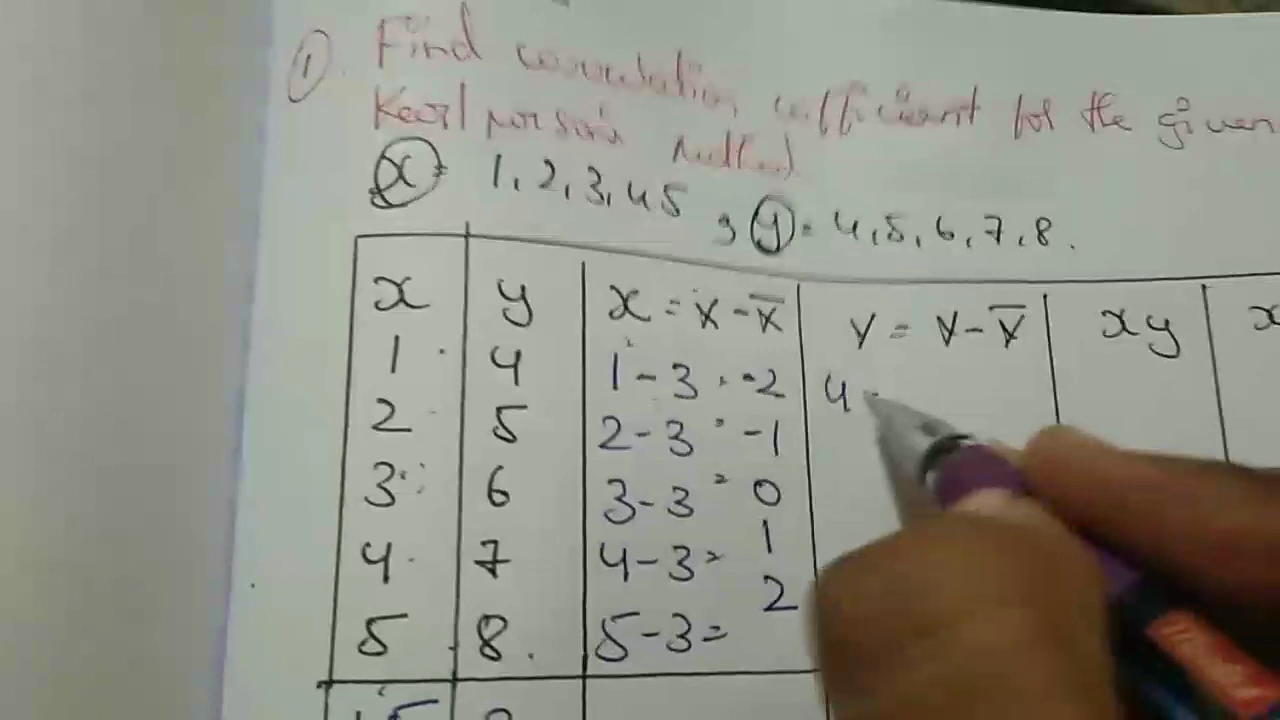 ① Find correlation coefficient for the given
Karl person's Method
x = 1, 2, 3, 4 5 , y = 4, 5, 6, 7, 8.
x y x = x - x̅ y = y - y̅ xy x
1 4 1 - 3 = -2 4 -
2 5 2 - 3 = -1
3 6 3 - 3 = 0
4 7 4 - 3 = 1
5 8 5 - 3 = 2